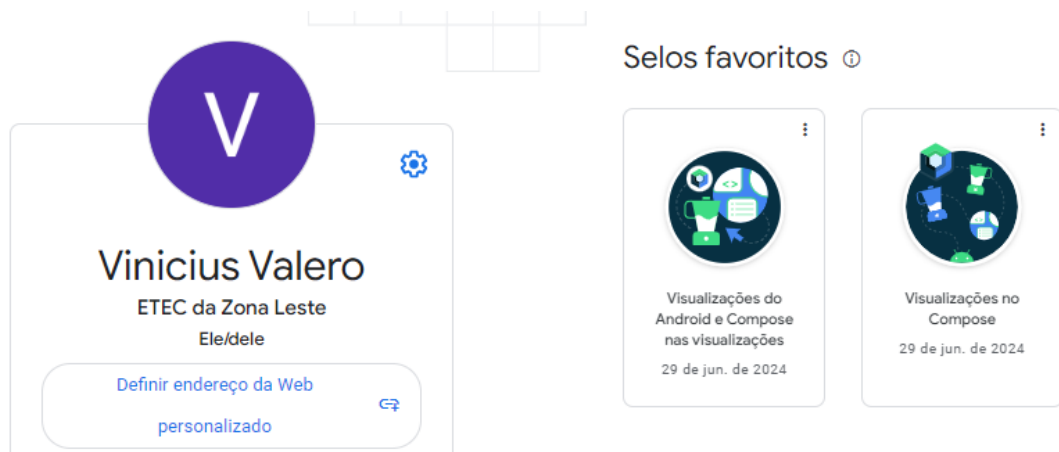 V
Vinicius Valero
ETEC da Zona Leste
Ele/dele
Definir endereço da Web
personalizado
Selos favoritos
Visualizações do
Android e Compose
nas visualizações
29 de jun. de 2024
Visualizações no
Compose
29 de jun. de 2024